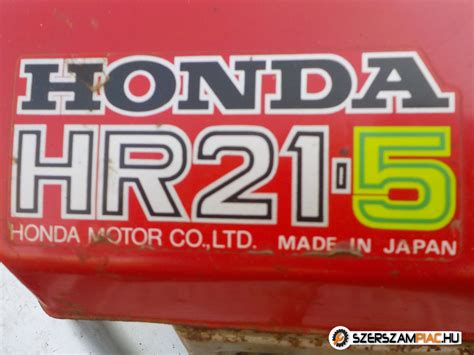 HONDA
HR21-5
HONDA MOTOR CO.,LTD. MADE IN JAPAN
SZERSZAMPIAC.HU